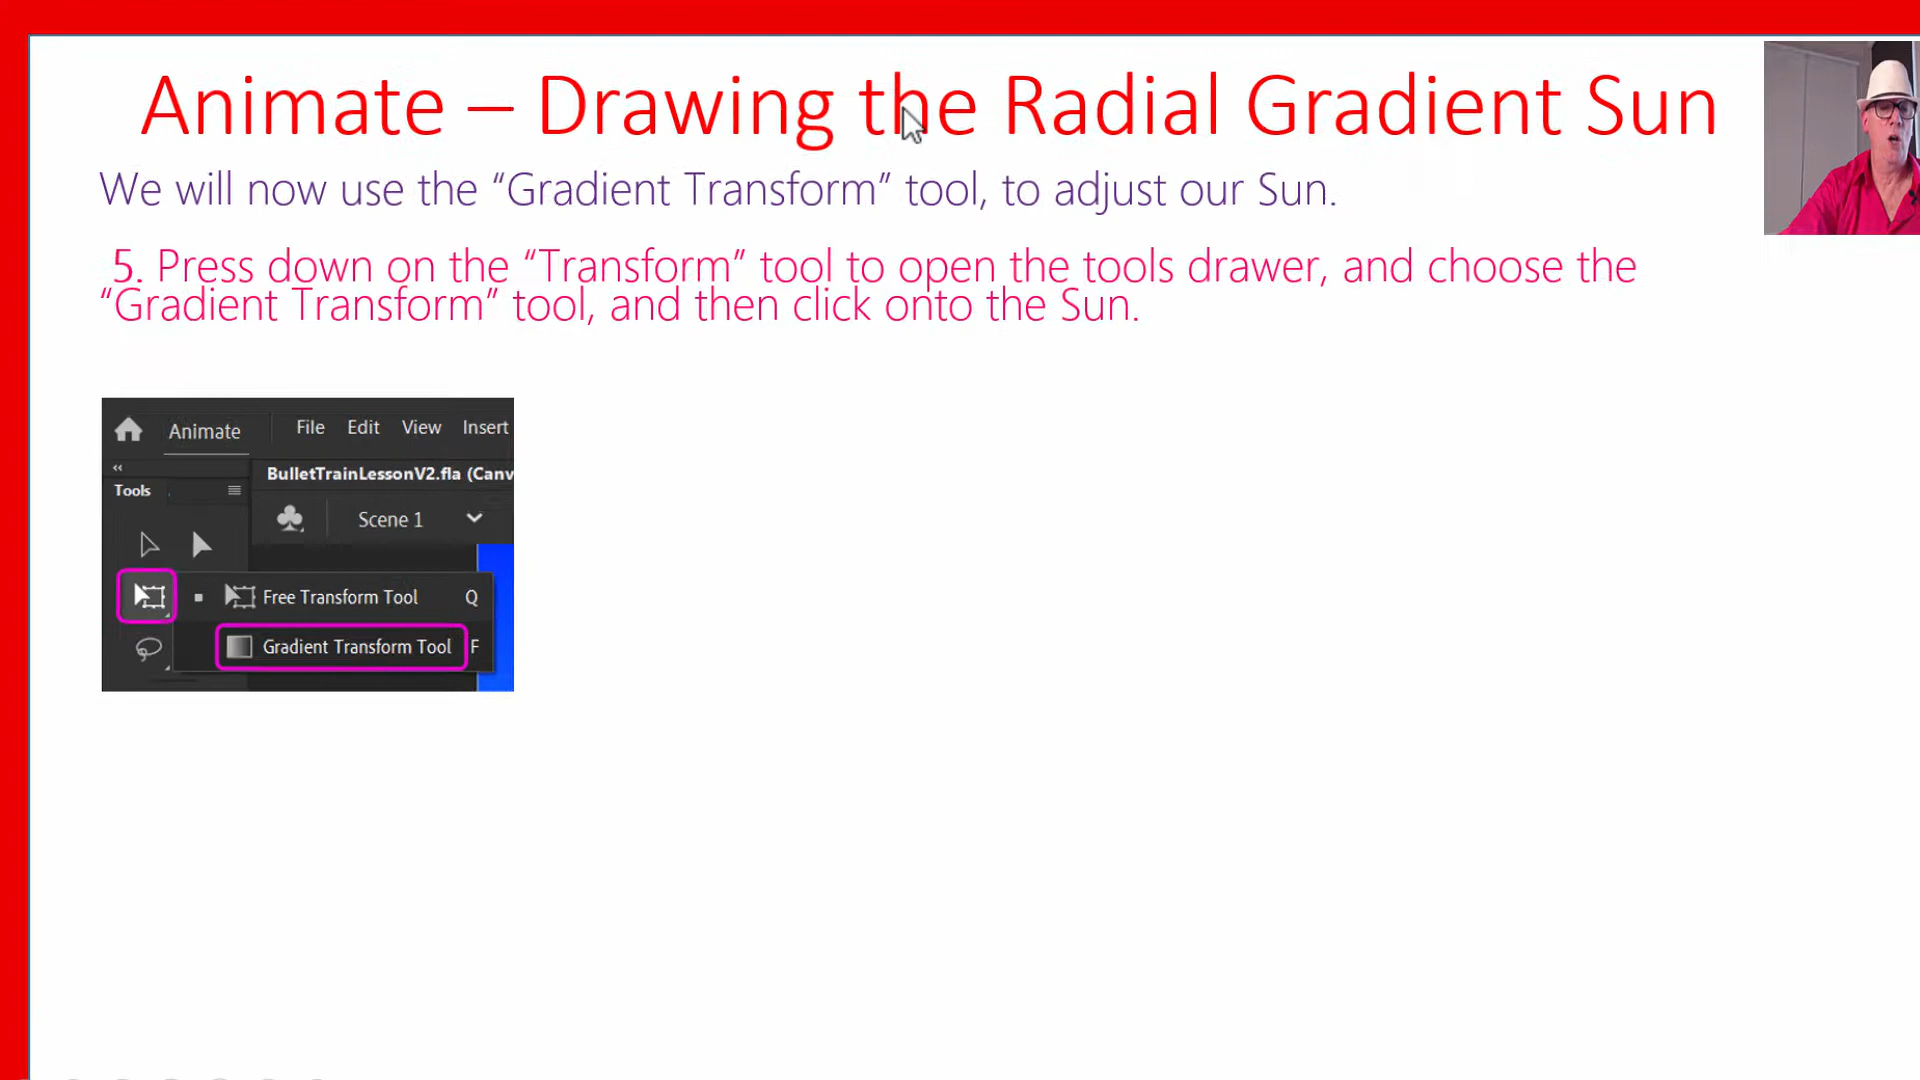 Animate – Drawing the Radial Gradient Sun
We will now use the “Gradient Transform” tool, to adjust our Sun.
5. Press down on the “Transform” tool to open the tools drawer, and choose the
“Gradient Transform” tool, and then click onto the Sun.
Animate File Edit View Insert
BulletTrainLessonV2.fla (Canv
Tools
Scene 1
Free Transform Tool Q
Gradient Transform Tool F